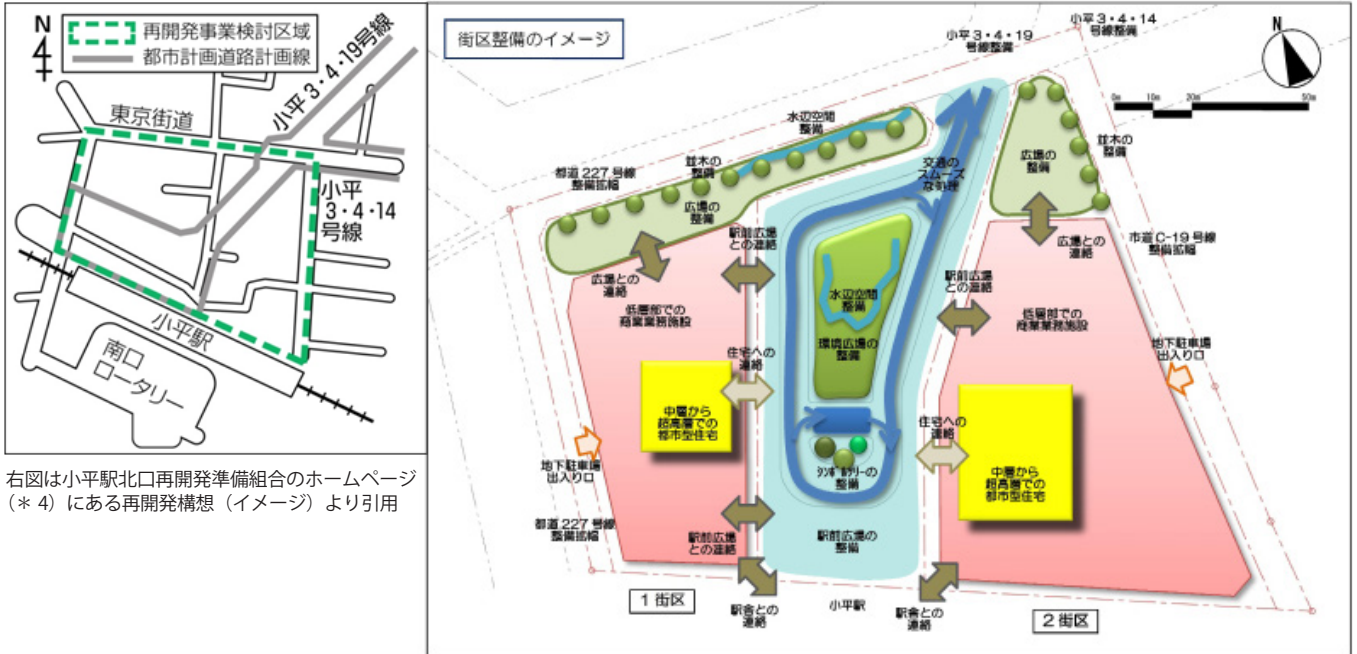 N
再開発事業検討区域
都市計画道路計画線
東京街道
小平3・4・19号線
小平
3・4・14
号線
小平駅
南口
ロータリー
右図は小平駅北口再開発準備組合のホームページ
（＊4）にある再開発構想（イメージ）より引用
街区整備のイメージ
小平3・4・14
号線整備
小平3・4・19
号線整備
N
0m
10m
20m
50m
水辺空間
整備
並木の
整備
都道227号線
整備拡幅
広場の
整備
交通の
スムーズ
な処理
広場の
整備
並木の
整備
駅前広場
との連絡
広場との
連絡
市道C-19号線
整備拡幅
広場との
連絡
駅前広場
との連絡
低層部での
商業業務施設
水辺空間
整備
低層部での
商業業務施設
環境広場の
整備
住宅への
連絡
地下駐車場
出入り口
中層から
超高層での
都市型住宅
住宅への
連絡
地下駐車場
出入り口
シンボルツリーの
整備
中層から
超高層での
都市型住宅
都道227号線
整備拡幅
駅前広場
との連絡
駅前広場の
整備
1街区
駅舎との
連絡
小平駅
駅舎との
連絡
2街区